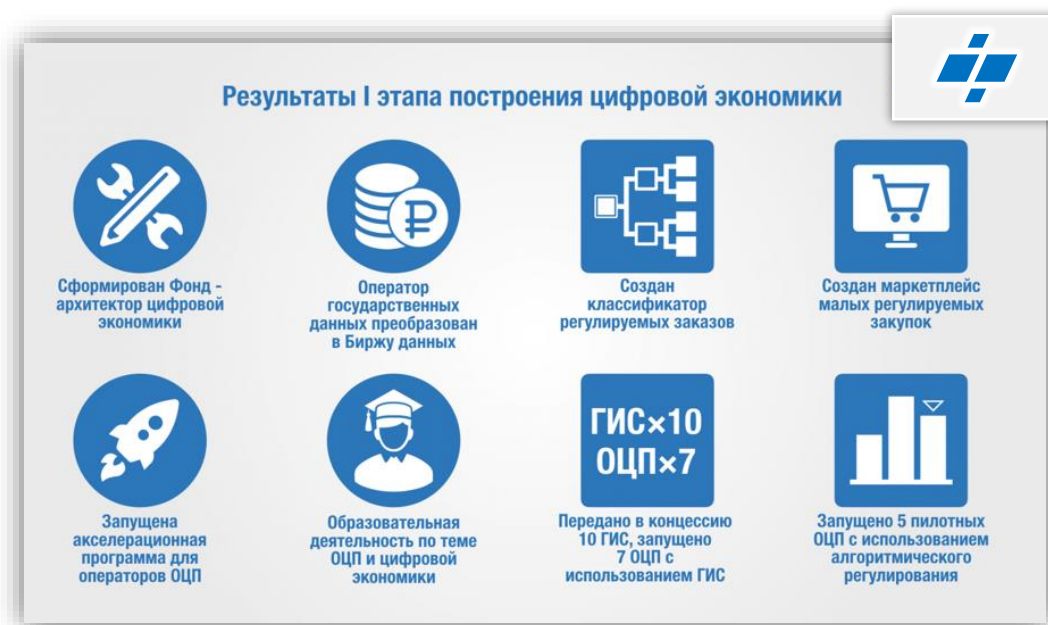 Результаты I этапа построения цифровой экономики
Сформирован Фонд -
архитектор цифровой
экономики
Оператор
государственных
данных преобразован
в Биржу данных
Создан
классификатор
регулируемых заказов
Создан маркетплейс
малых регулируемых
закупок
ГИС×10
ОЦП×7
Запущена
акселерационная
программа для
операторов ОЦП
Образовательная
деятельность по теме
ОЦП и цифровой
экономики
Передано в концессию
10 ГИС, запущено
7 ОЦП с
использованием ГИС
Запущено 5 пилотных
ОЦП с использованием
алгоритмического
регулирования